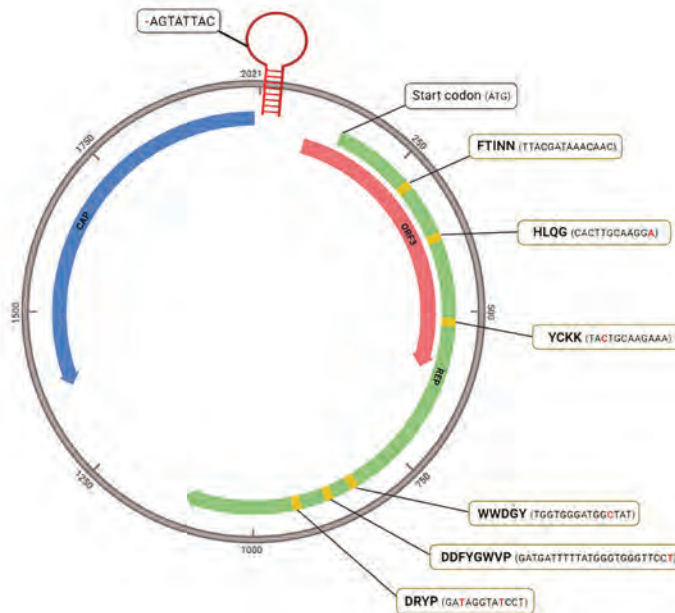 -AGTATTAC
2021
Start codon (ATG)
250
FTINN (TTACGATAAACAAC)
1750
CAP
ORF3
HLQG (CACTTGCAAGGA)
1500
500
YCKK (TACTGCAAGAAA)
REP
1250
750
WWDGY (TGGTGGGATGGCTAT)
1000
DDFYGWVP (GATGATTTTTATGGGTGGGTTCCT)
DRYP (GATAGGTATCCT)